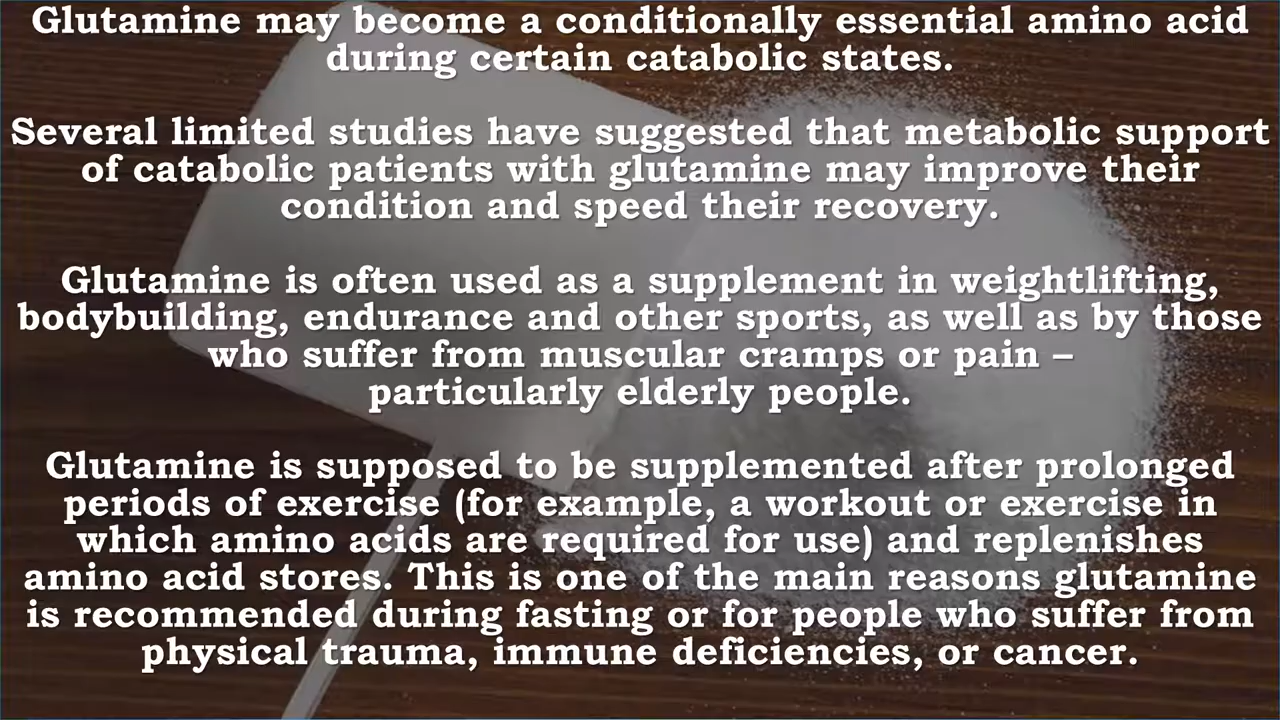 Glutamine may become a conditionally essential amino acid
during certain catabolic states.
Several limited studies have suggested that metabolic support
of catabolic patients with glutamine may improve their
condition and speed their recovery.
Glutamine is often used as a supplement in weightlifting,
bodybuilding, endurance and other sports, as well as by those
who suffer from muscular cramps or pain –
particularly elderly people.
Glutamine is supposed to be supplemented after prolonged
periods of exercise (for example, a workout or exercise in
which amino acids are required for use) and replenishes
amino acid stores. This is one of the main reasons glutamine
is recommended during fasting or for people who suffer from
physical trauma, immune deficiencies, or cancer.